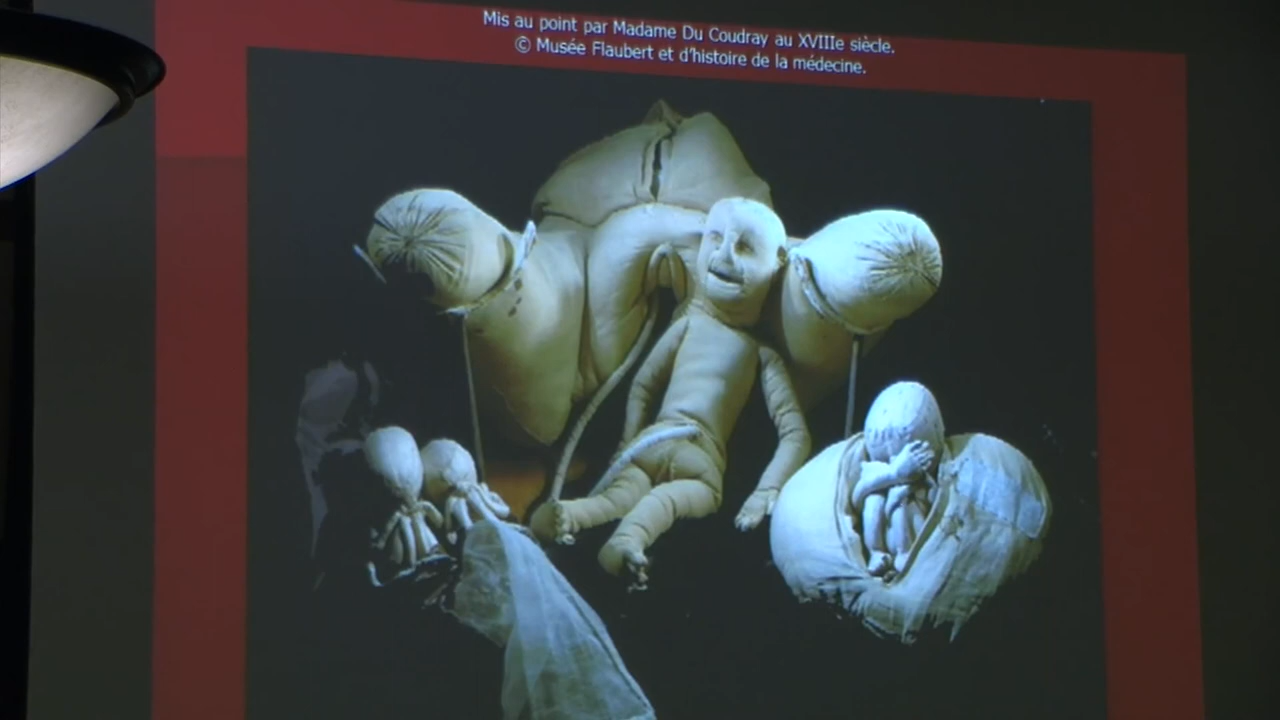 Mis au point par Madame Du Coudray au XVIIIe siècle.
© Musée Flaubert et d'histoire de la médecine.